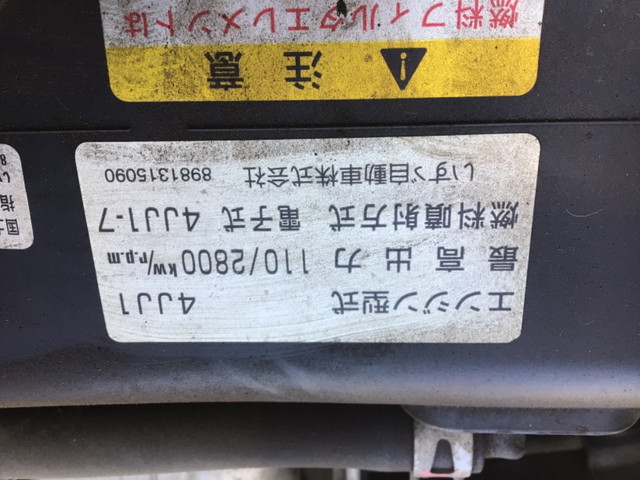 エンジン型式 4JJ1
最高出力 110/2800kw/r.p.m
燃料噴射方式 電子式 4JJ1-7
いすゞ自動車株式会社 8981315090
注意
燃料フィルタエレメントは